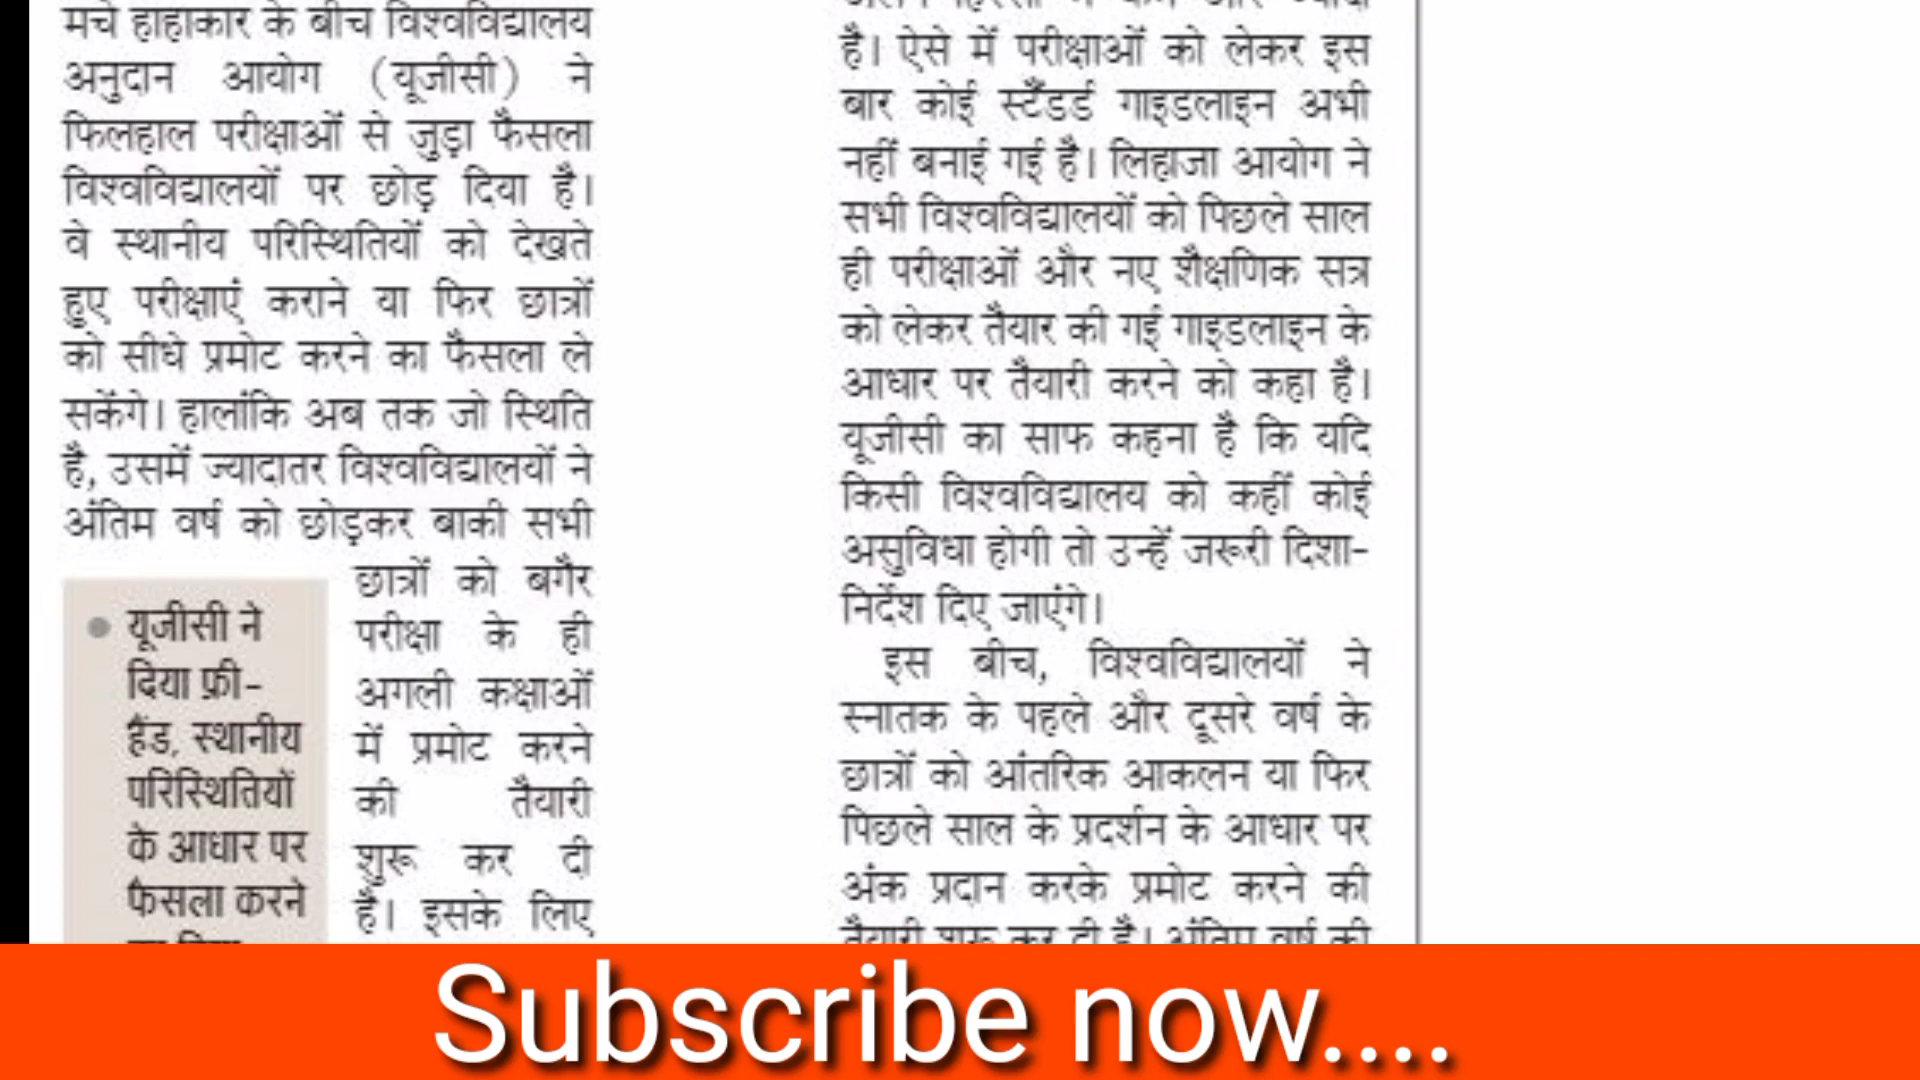 मचे हाहाकार के बीच विश्वविद्यालय
अनुदान आयोग (यूजीसी) ने
फिलहाल परीक्षाओं से जुड़ा फैसला
विश्वविद्यालयों पर छोड़ दिया है।
वे स्थानीय परिस्थितियों को देखते
हुए परीक्षाएं कराने या फिर छात्रों
को सीधे प्रमोट करने का फैसला ले
सकेंगे। हालांकि अब तक जो स्थिति
है, उसमें ज्यादातर विश्वविद्यालयों ने
अंतिम वर्ष को छोड़कर बाकी सभी
छात्रों को बगैर
परीक्षा के ही
अगली कक्षाओं
में प्रमोट करने
की तैयारी
शुरू कर दी
है। इसके लिए
यूजीसी ने
दिया फ्री-
हैंड, स्थानीय
परिस्थितियों
के आधार पर
फैसला करने
है। ऐसे में परीक्षाओं को लेकर इस
बार कोई स्टैंडर्ड गाइडलाइन अभी
नहीं बनाई गई है। लिहाजा आयोग ने
सभी विश्वविद्यालयों को पिछले साल
ही परीक्षाओं और नए शैक्षणिक सत्र
को लेकर तैयार की गई गाइडलाइन के
आधार पर तैयारी करने को कहा है।
यूजीसी का साफ कहना है कि यदि
किसी विश्वविद्यालय को कहीं कोई
असुविधा होगी तो उन्हें जरूरी दिशा-
निर्देश दिए जाएंगे।
इस बीच, विश्वविद्यालयों ने
स्नातक के पहले और दूसरे वर्ष के
छात्रों को आंतरिक आकलन या फिर
पिछले साल के प्रदर्शन के आधार पर
अंक प्रदान करके प्रमोट करने की
तैयारी शुरू कर दी है। अंतिम वर्ष की
Subscribe now....